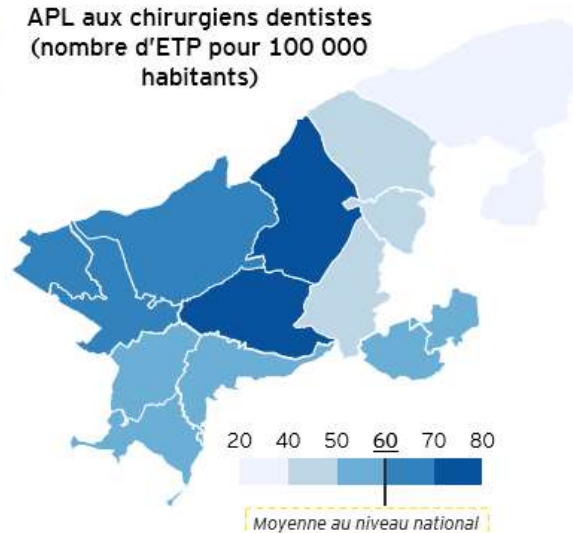 APL aux chirurgiens dentistes
(nombre d'ETP pour 100 000
habitants)
20 40 50 60 70 80
Moyenne au niveau national